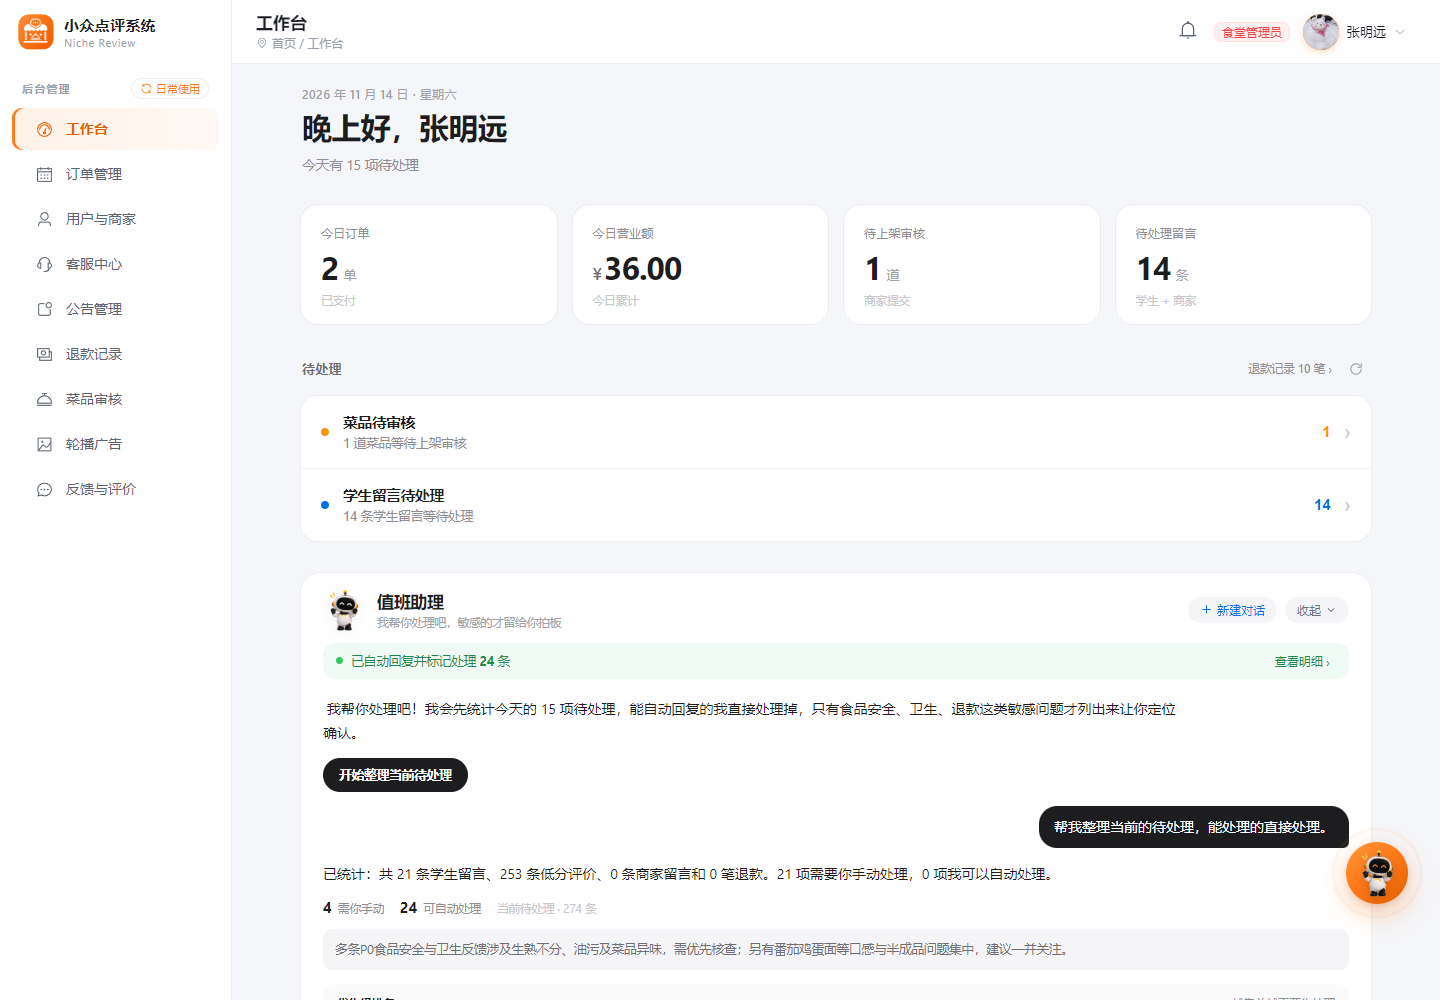 小众点评系统
Niche Review
后台管理
日常使用
工作台
订单管理
用户与商家
客服中心
公告管理
退款记录
菜品审核
轮播广告
反馈与评价
工作台
首页 / 工作台
食堂管理员
张明远
2026 年 11 月 14 日 · 星期六
晚上好，张明远
今天有 15 项待处理
今日订单
2 单
已支付
今日营业额
¥36.00
今日累计
待上架审核
1 道
商家提交
待处理留言
14 条
学生 + 商家
待处理
退款记录 10 笔 ›
菜品待审核
1 道菜品等待上架审核
1
学生留言待处理
14 条学生留言等待处理
14
值班助理
我帮你处理吧，敏感的才留给你拍板
+ 新建对话
收起
已自动回复并标记处理 24 条
查看明细 ›
我帮你处理吧！我会先统计今天的 15 项待处理，能自动回复的我直接处理掉，只有食品安全、卫生、退款这类敏感问题才列出来让你定位
确认。
开始整理当前待处理
帮我整理当前的待处理，能处理的直接处理。
已统计：共 21 条学生留言、253 条低分评价、0 条商家留言和 0 笔退款。21 项需要你手动处理，0 项我可以自动处理。
4 需你手动 24 可自动处理 当前待处理 · 274 条
多条P0食品安全与卫生反馈涉及生熟不分、油污及菜品异味，需优先核查；另有番茄鸡蛋面等口感与半成品问题集中，建议一并关注。